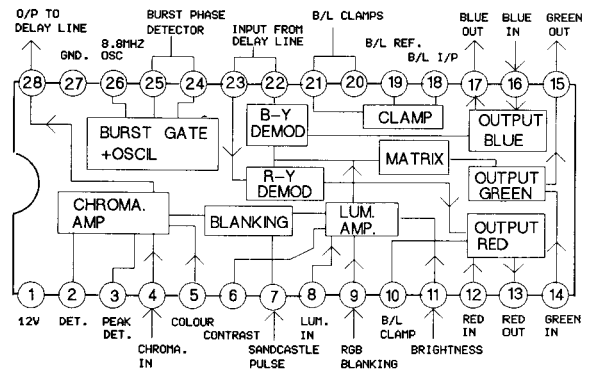 O/P TO
DELAY LINE
GND.
8.8MHZ
OSC
BURST PHASE
DETECTOR
INPUT FROM
DELAY LINE
B/L CLAMPS
B/L REF.
B/L I/P
BLUE
OUT
BLUE
IN
GREEN
OUT
28 27 26 25 24 23 22 21 20 19 18 17 16 15
BURST GATE
+OSCIL
B-Y
DEMOD
CLAMP
OUTPUT
BLUE
R-Y
DEMOD
MATRIX
OUTPUT
GREEN
CHROMA.
AMP
BLANKING
LUM.
AMP.
OUTPUT
RED
1 2 3 4 5 6 7 8 9 10 11 12 13 14
12V
DET.
PEAK
DET.
CHROMA.
IN
COLOUR
CONTRAST
SANDCASTLE
PULSE
LUM.
IN
RGB
BLANKING
B/L
CLAMP
BRIGHTNESS
RED
IN
RED
OUT
GREEN
IN